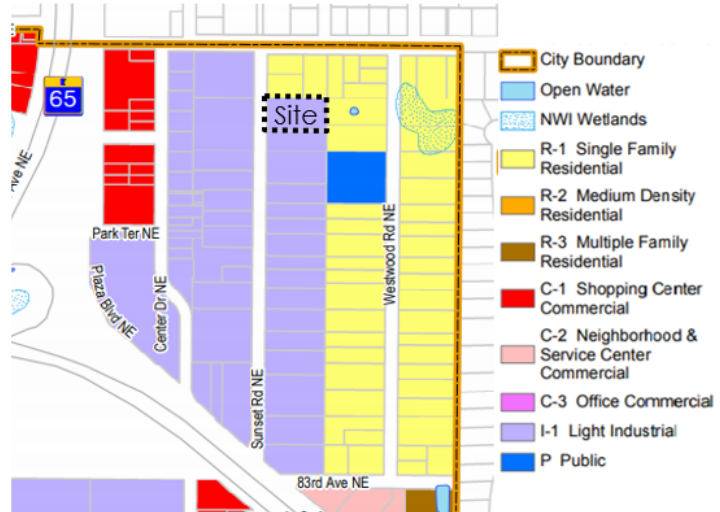 65
Site
Ave NE
Park Ter NE
Plaza Blvd NE
Center Dr NE
Sunset Rd NE
Westwood Rd NE
83rd Ave NE
City Boundary
Open Water
NWI Wetlands
R-1 Single Family
Residential
R-2 Medium Density
Residential
R-3 Multiple Family
Residential
C-1 Shopping Center
Commercial
C-2 Neighborhood &
Service Center
Commercial
C-3 Office Commercial
I-1 Light Industrial
P Public